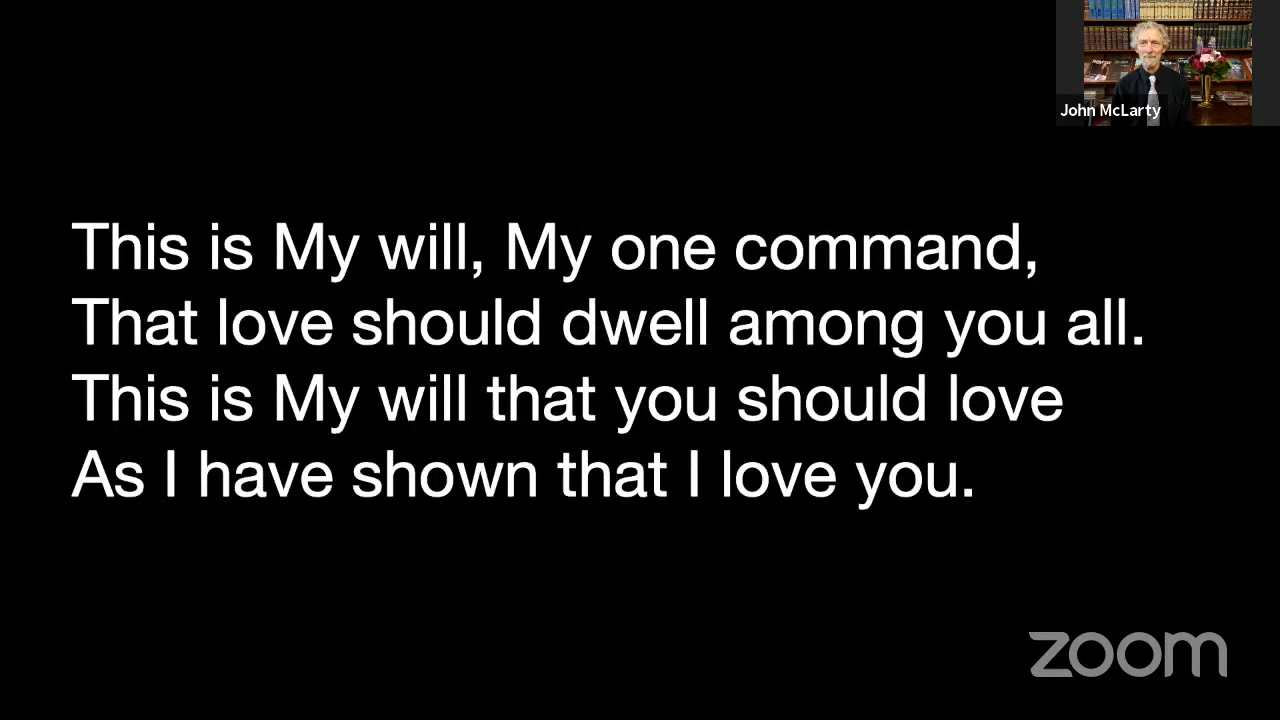 John McLarty
This is My will, My one command,
That love should dwell among you all.
This is My will that you should love
As I have shown that I love you.
zoom